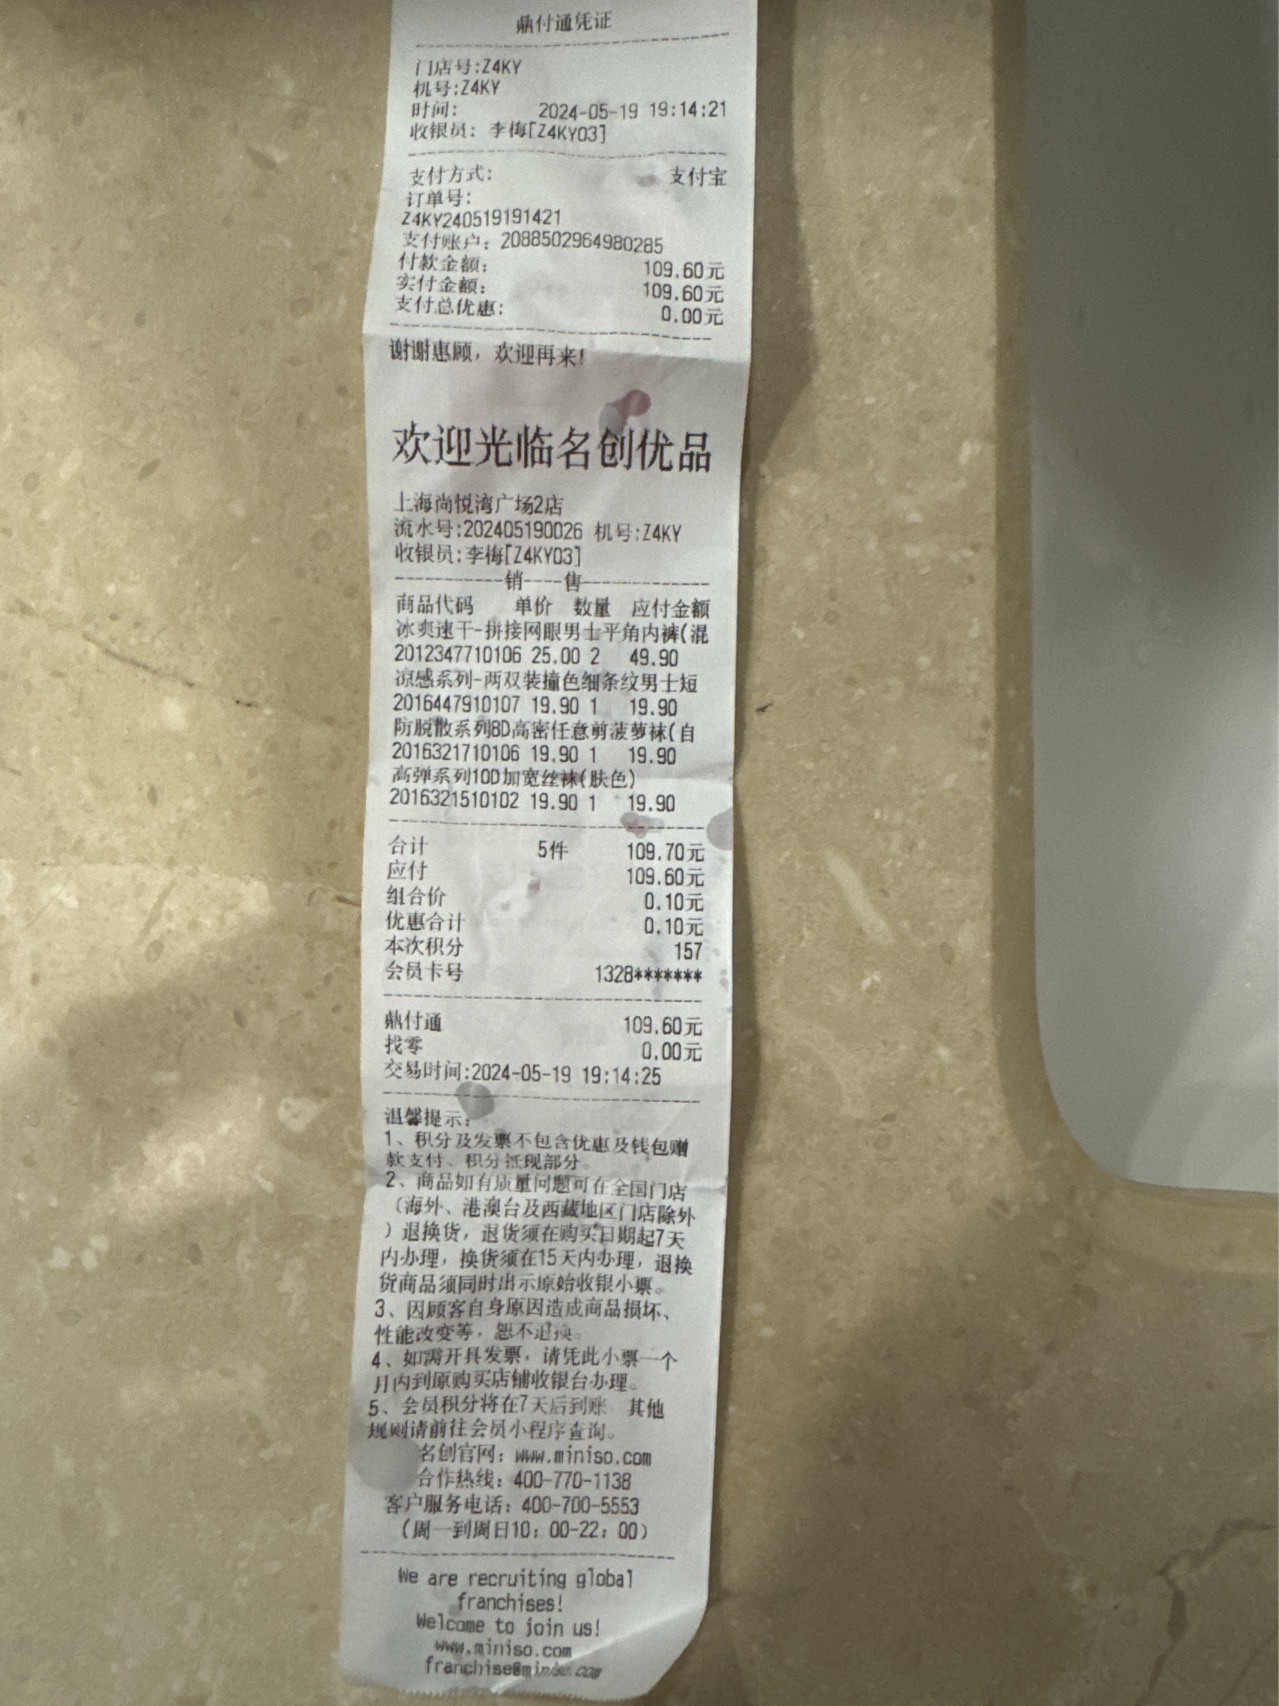 鼎付通凭证
门店号:Z4KY
机号:Z4KY
时间: 2024-05-19 19:14:21
收银员: 李梅[Z4KY03]
支付方式: 支付宝
订单号:
Z4KY240519191421
支付账户: 2088502964980285
付款金额: 109.60元
实付金额: 109.60元
支付总优惠: 0.00元
谢谢惠顾，欢迎再来!
欢迎光临名创优品
上海尚悦湾广场2店
流水号:202405190026 机号:Z4KY
收银员:李梅[Z4KY03]
-----------销----售-------------
商品代码 单价 数量 应付金额
冰爽速干-拼接网眼男士平角内裤(混
2012347710106 25.00 2 49.90
凉感系列-两双装撞色细条纹男士短
2016447910107 19.90 1 19.90
防脱散系列8D高密任意剪菠萝袜(自
2016321710106 19.90 1 19.90
高弹系列10D加宽丝袜(肤色)
2016321510102 19.90 1 19.90
合计 5件 109.70元
应付 109.60元
组合价 0.10元
优惠合计 0.10元
本次积分 157
会员卡号 1328*******
鼎付通 109.60元
找零 0.00元
交易时间:2024-05-19 19:14:25
温馨提示:
1、积分及发票不包含优惠及钱包赠
款支付、积分抵现部分。
2、商品如有质量问题可在全国门店
（海外、港澳台及西藏地区门店除外
）退换货，退货须在购买日期起7天
内办理，换货须在15天内办理，退换
货商品须同时出示原始收银小票。
3、因顾客自身原因造成商品损坏、
性能改变等，恕不退换。
4、如需开具发票，请凭此小票一个
月内到原购买店铺收银台办理。
5、会员积分将在7天后到账 其他
规则请前往会员小程序查询。
名创官网：www.miniso.com
合作热线：400-770-1138
客户服务电话：400-700-5553
（周一到周日10：00-22：00）
We are recruiting global
franchises!
Welcome to join us!
www.miniso.com
franchise@miniso.com